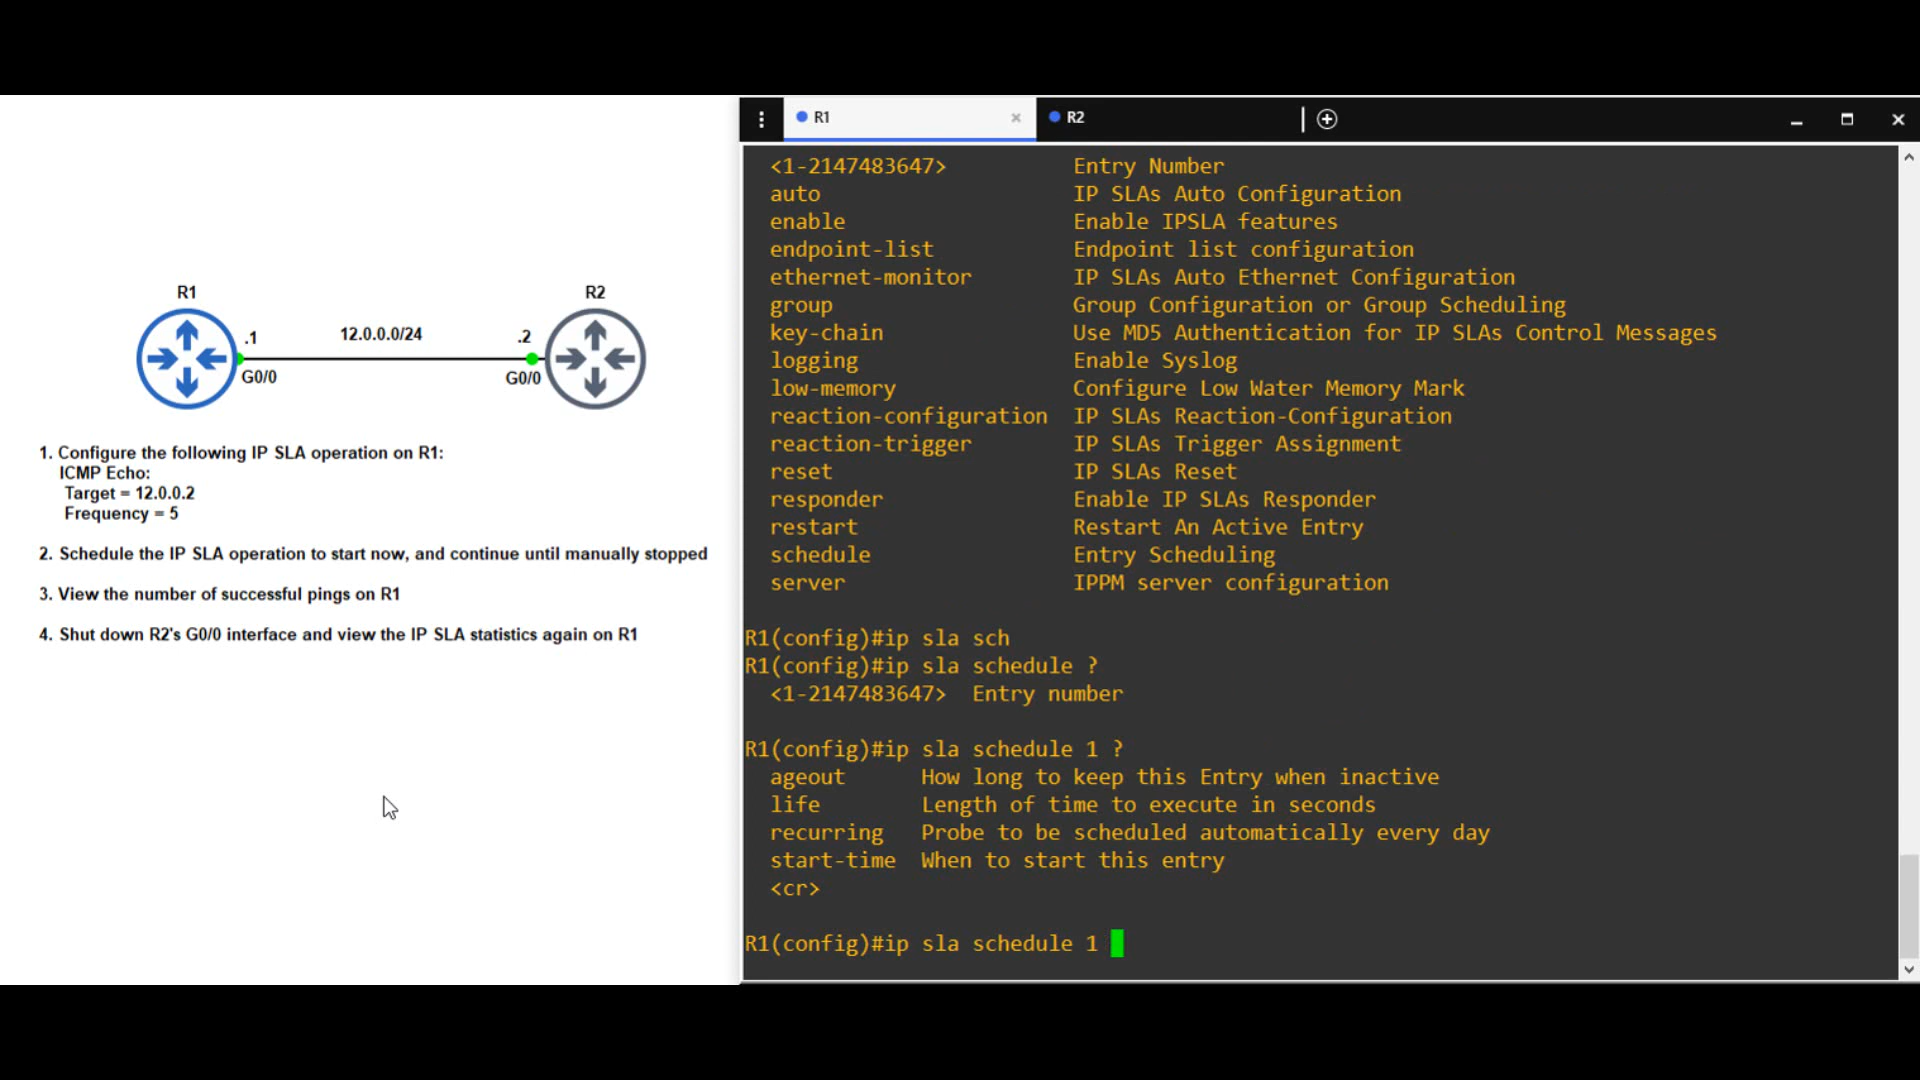 R1
R2
.1
12.0.0.0/24
.2
G0/0
G0/0
1. Configure the following IP SLA operation on R1:
ICMP Echo:
Target = 12.0.0.2
Frequency = 5
2. Schedule the IP SLA operation to start now, and continue until manually stopped
3. View the number of successful pings on R1
4. Shut down R2's G0/0 interface and view the IP SLA statistics again on R1
R1
R2
<1-2147483647> Entry Number
auto IP SLAs Auto Configuration
enable Enable IPSLA features
endpoint-list Endpoint list configuration
ethernet-monitor IP SLAs Auto Ethernet Configuration
group Group Configuration or Group Scheduling
key-chain Use MD5 Authentication for IP SLAs Control Messages
logging Enable Syslog
low-memory Configure Low Water Memory Mark
reaction-configuration IP SLAs Reaction-Configuration
reaction-trigger IP SLAs Trigger Assignment
reset IP SLAs Reset
responder Enable IP SLAs Responder
restart Restart An Active Entry
schedule Entry Scheduling
server IPPM server configuration
R1(config)#ip sla sch
R1(config)#ip sla schedule ?
<1-2147483647> Entry number
R1(config)#ip sla schedule 1 ?
ageout How long to keep this Entry when inactive
life Length of time to execute in seconds
recurring Probe to be scheduled automatically every day
start-time When to start this entry
<cr>
R1(config)#ip sla schedule 1